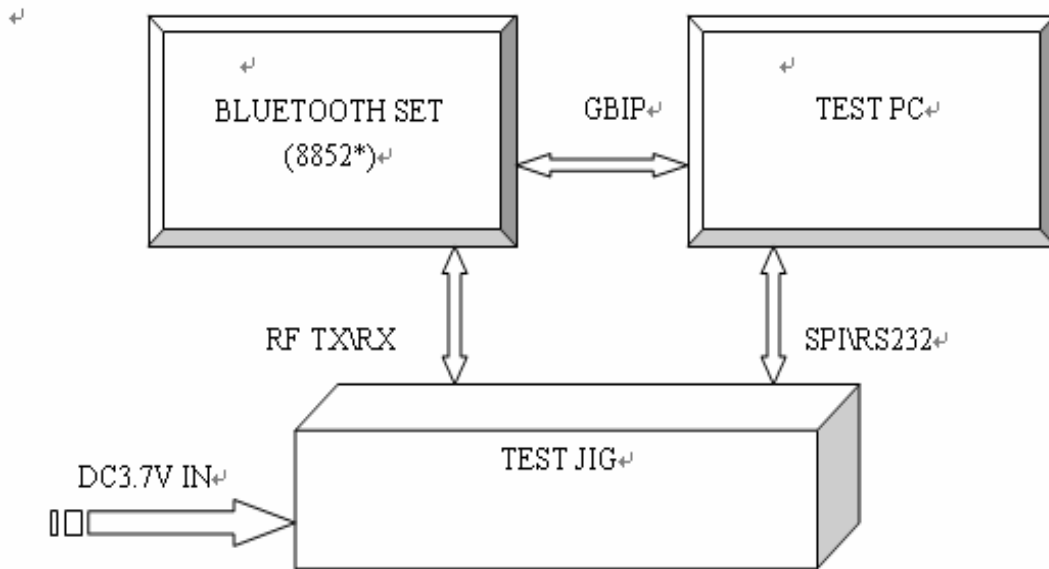 BLUETOOTH SET
(8852*)
GBIP
TEST PC
RF TX\RX
SPI\RS232
TEST JIG
DC3.7V IN